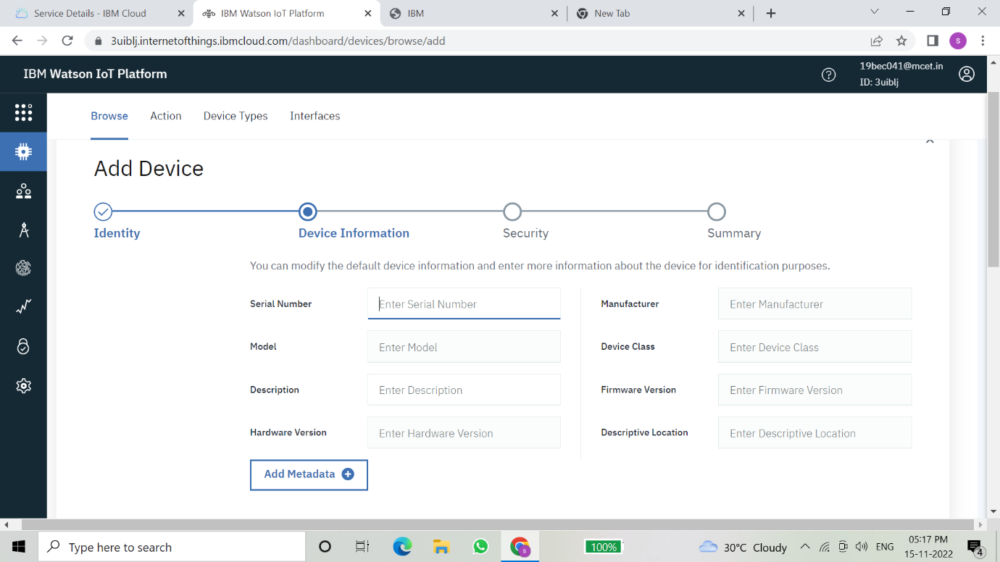 Service Details - IBM Cloud
IBM Watson IoT Platform
IBM
New Tab
3uiblj.internetofthings.ibmcloud.com/dashboard/devices/browse/add
s
IBM Watson IoT Platform
19bec041@mcet.in
ID: 3uiblj
Browse Action Device Types Interfaces
Add Device
Identity Device Information Security Summary
You can modify the default device information and enter more information about the device for identification purposes.
Serial Number Enter Serial Number Manufacturer Enter Manufacturer
Model Enter Model Device Class Enter Device Class
Description Enter Description Firmware Version Enter Firmware Version
Hardware Version Enter Hardware Version Descriptive Location Enter Descriptive Location
Add Metadata
Type here to search
s
100%
30°C Cloudy
ENG
05:17 PM
15-11-2022
4